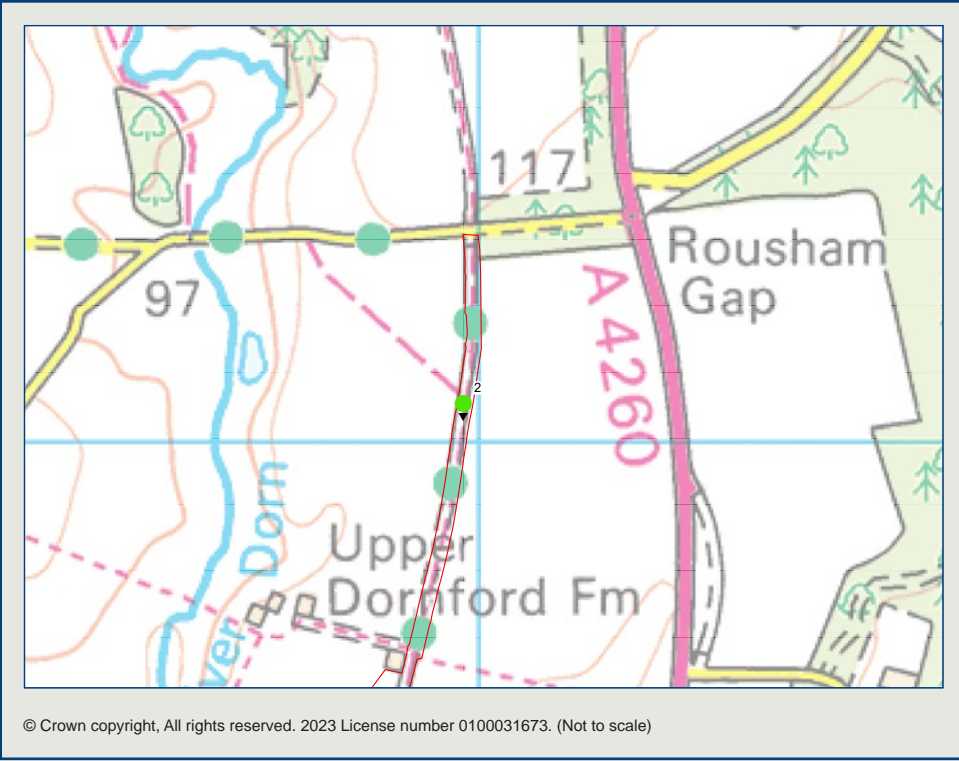 117
Rousham
Gap
97
A 4260
2
Dorn
Upper
Dornford Fm
ver
© Crown copyright, All rights reserved. 2023 License number 0100031673. (Not to scale)